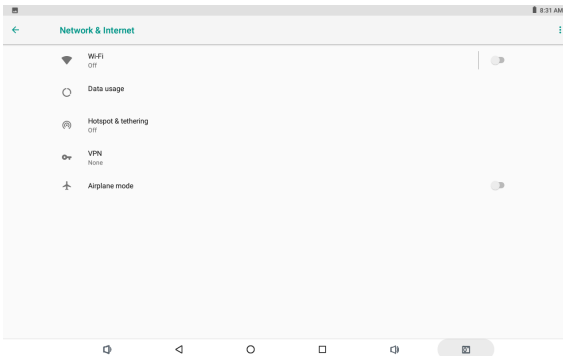 8:31 AM
Network & Internet
Wi-Fi
Off
Data usage
Hotspot & tethering
Off
VPN
None
Airplane mode